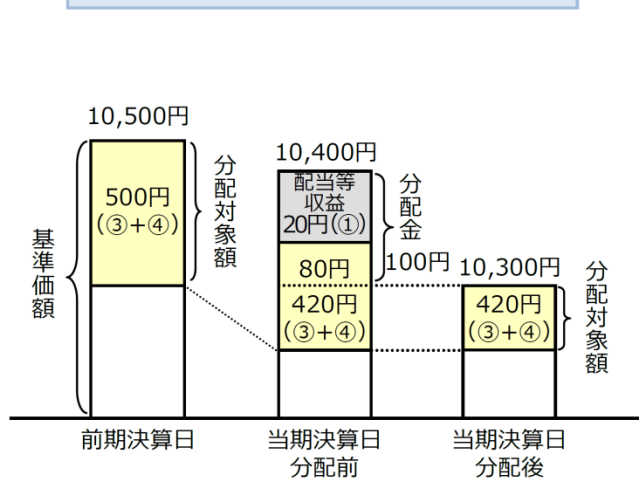 10,500円
500円
(③+④)
分配対象額
基準価額
前期決算日
10,400円
配当等
収益
20円(①)
80円
420円
(③+④)
分配金
100円
当期決算日
分配前
10,300円
420円
(③+④)
分配対象額
当期決算日
分配後